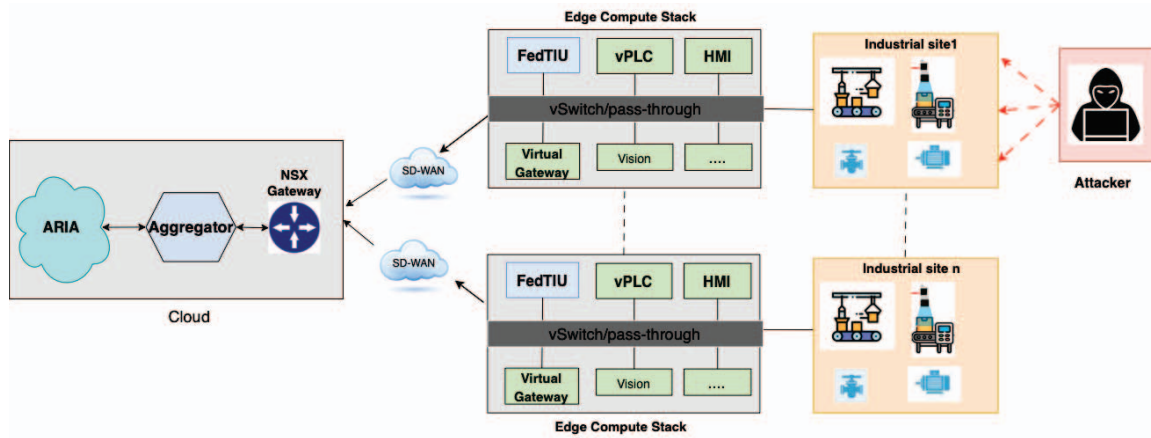 Edge Compute Stack
FedTIU
vPLC
HMI
vSwitch/pass-through
Virtual
Gateway
Vision
....
Industrial site1
Attacker
SD-WAN
NSX
Gateway
ARIA
Aggregator
Cloud
SD-WAN
FedTIU
vPLC
HMI
vSwitch/pass-through
Virtual
Gateway
Vision
....
Edge Compute Stack
Industrial site n